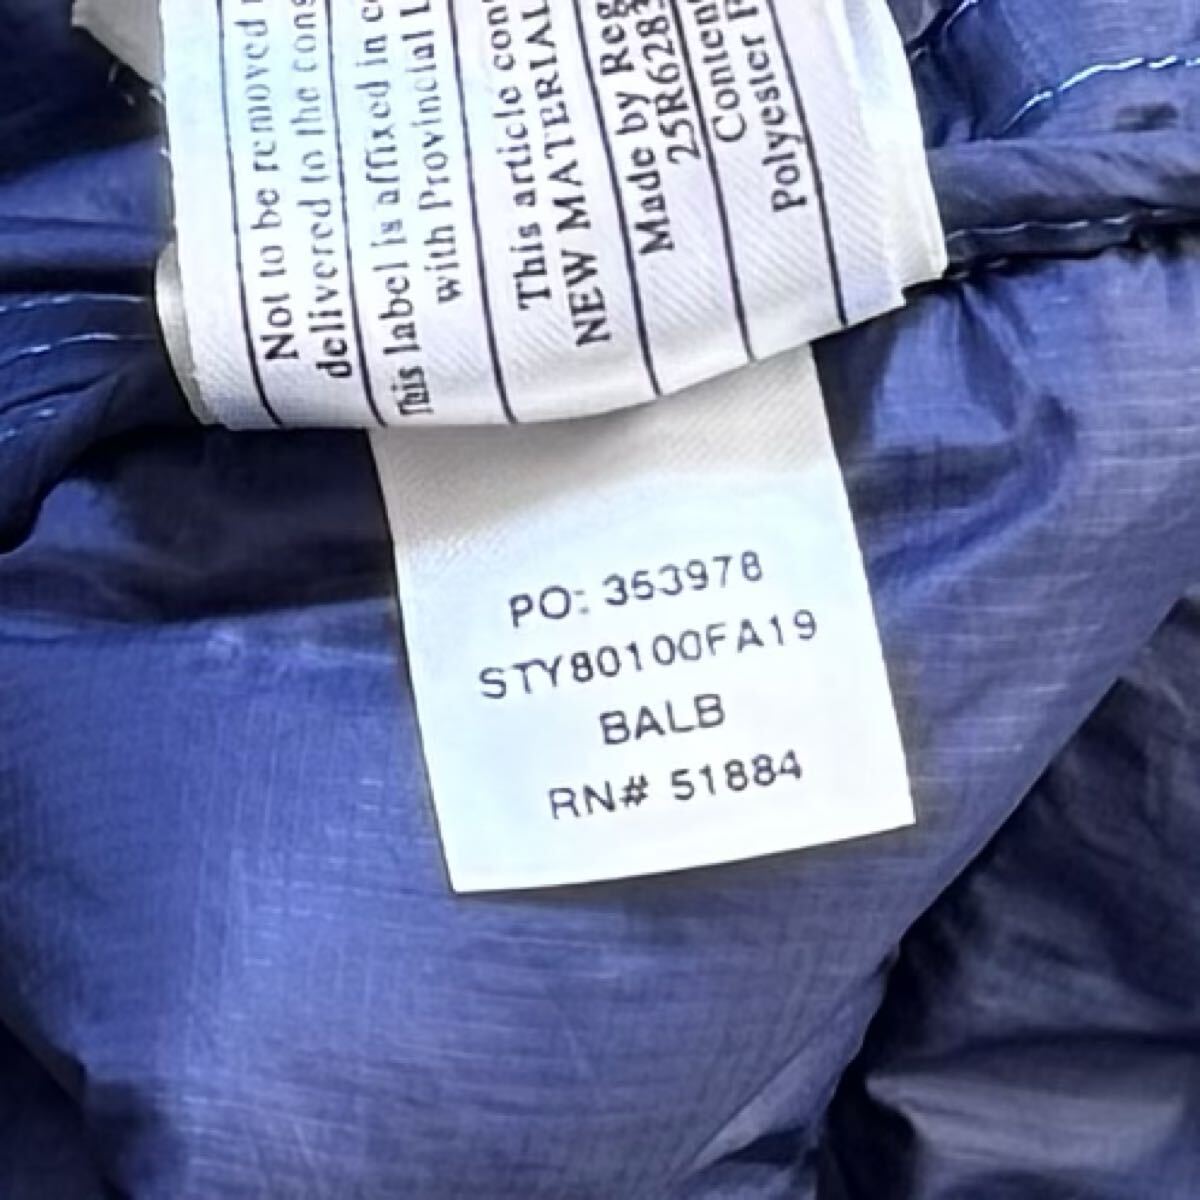 Not to be removed
delivered to the cons
This label is affixed in c
with Provincial L
This article con
NEW MATERIAL
Made by Reg
25R6283
Conten
Polyester F
PO: 353978
STY80100FA19
BALB
RN# 51884